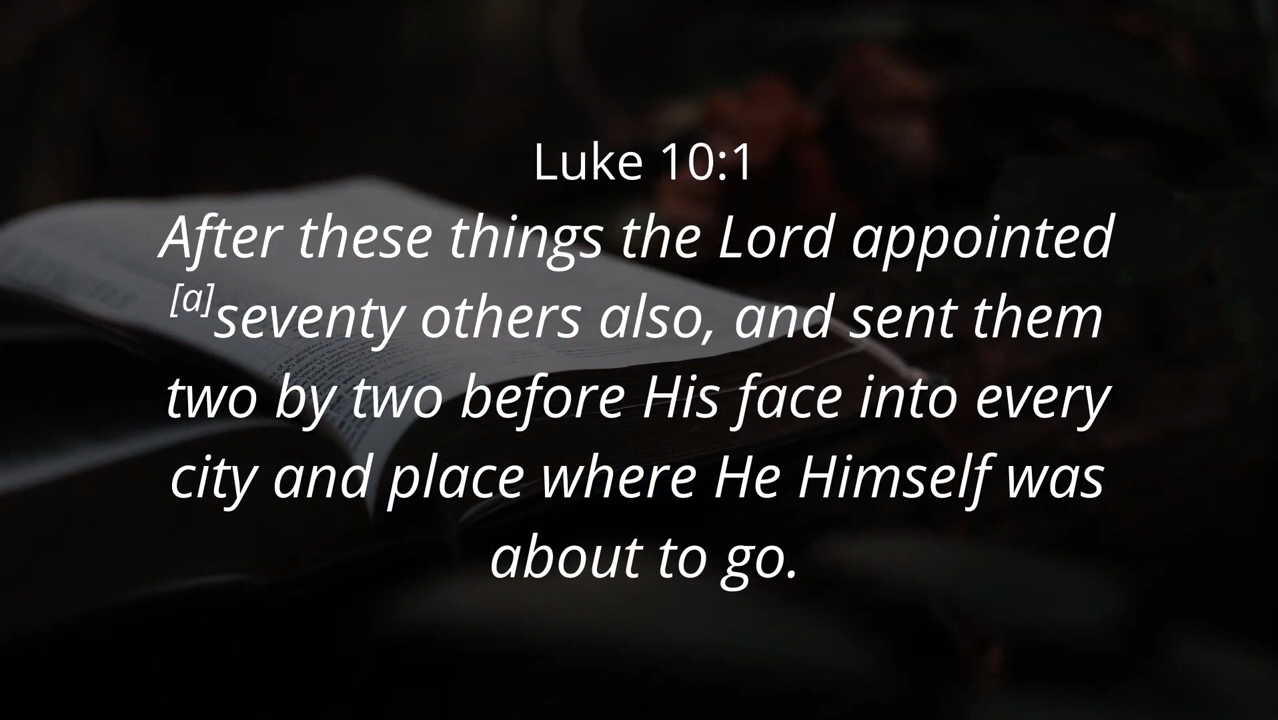 Luke 10:1
After these things the Lord appointed
[a]seventy others also, and sent them
two by two before His face into every
city and place where He Himself was
about to go.